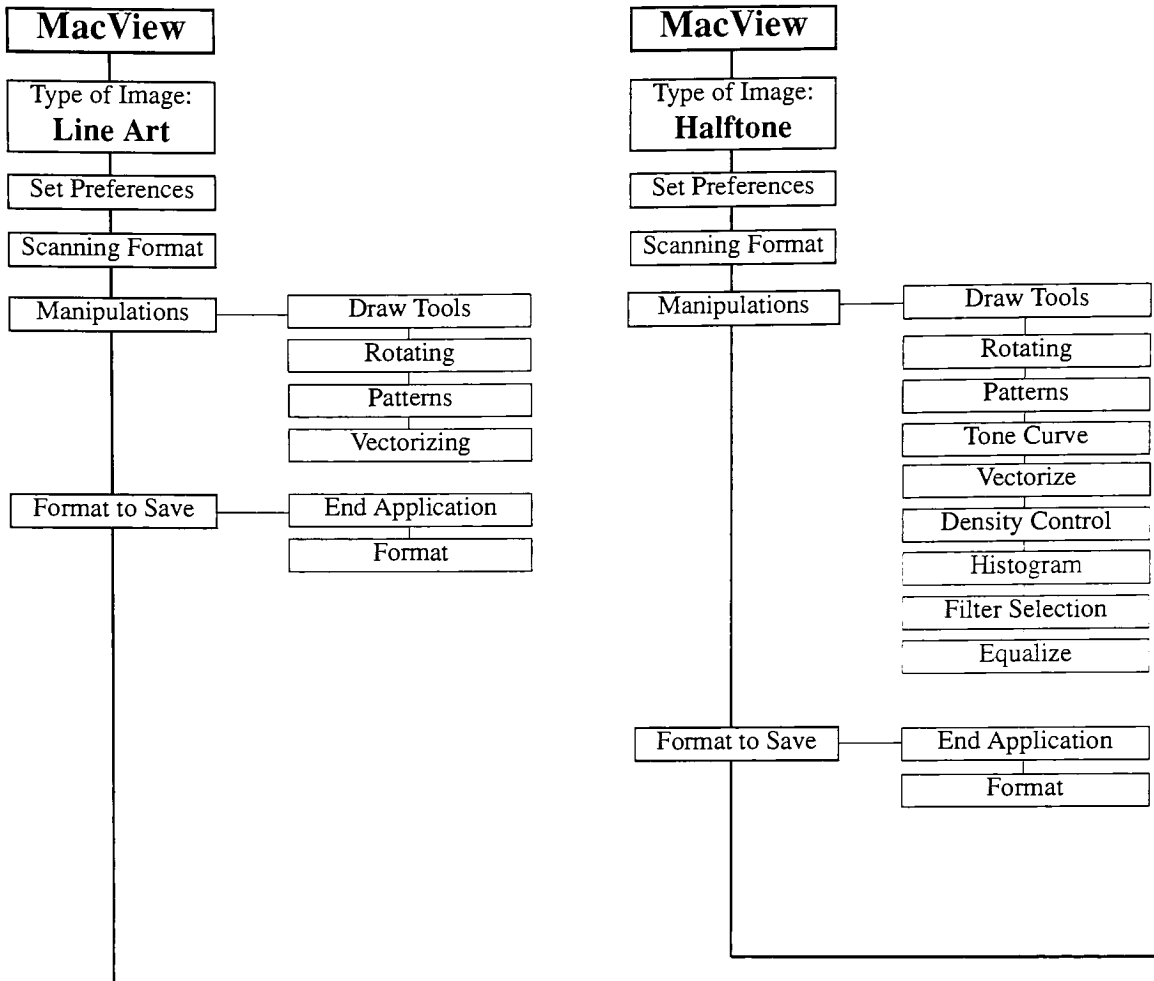 MacView
Type of Image:
Line Art
Set Preferences
Scanning Format
Manipulations
Draw Tools
Rotating
Patterns
Vectorizing
Format to Save
End Application
Format
MacView
Type of Image:
Halftone
Set Preferences
Scanning Format
Manipulations
Draw Tools
Rotating
Patterns
Tone Curve
Vectorize
Density Control
Histogram
Filter Selection
Equalize
Format to Save
End Application
Format